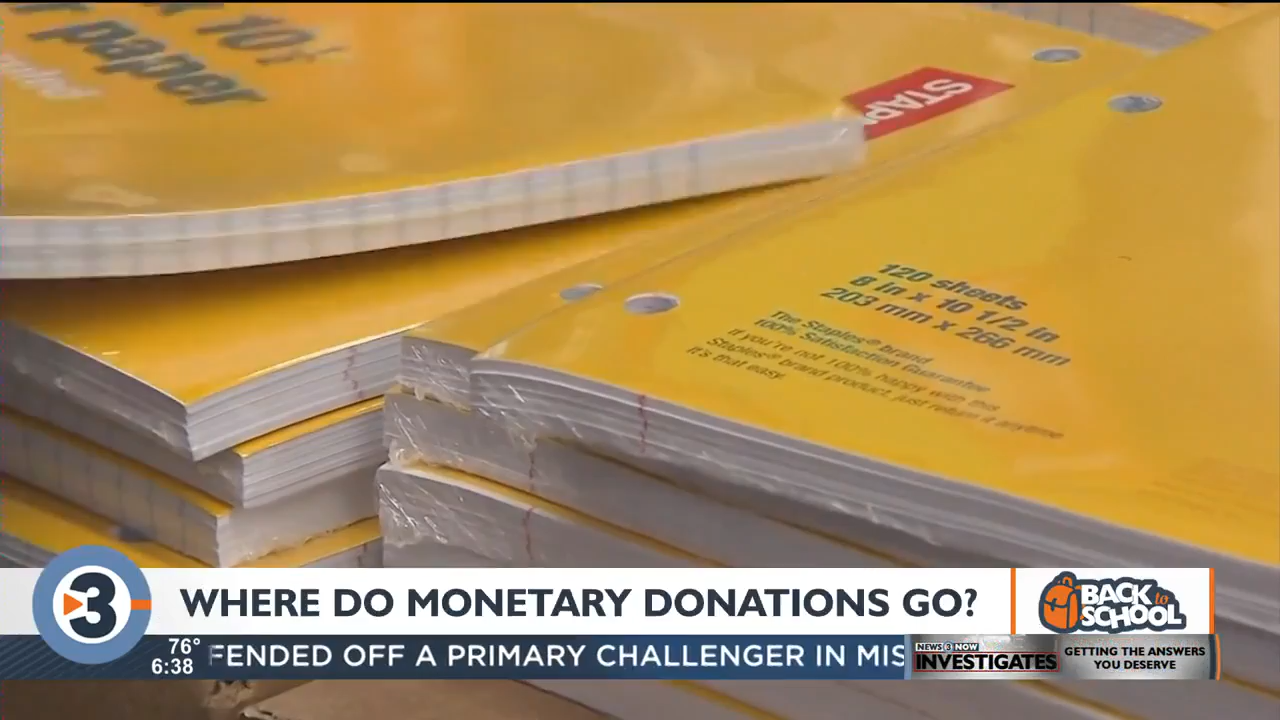 10½
paper
STAP
120 sheets
8 in x 10 1/2 in
203 mm x 266 mm
The Staples® brand
100% Satisfaction Guarantee
If you're not 100% happy with this
Staples® brand product, just return it anytime
It's that easy.
3
WHERE DO MONETARY DONATIONS GO?
BACK to SCHOOL
76°
6:38
FENDED OFF A PRIMARY CHALLENGER IN MIS
NEWS 3 NOW
INVESTIGATES
GETTING THE ANSWERS
YOU DESERVE